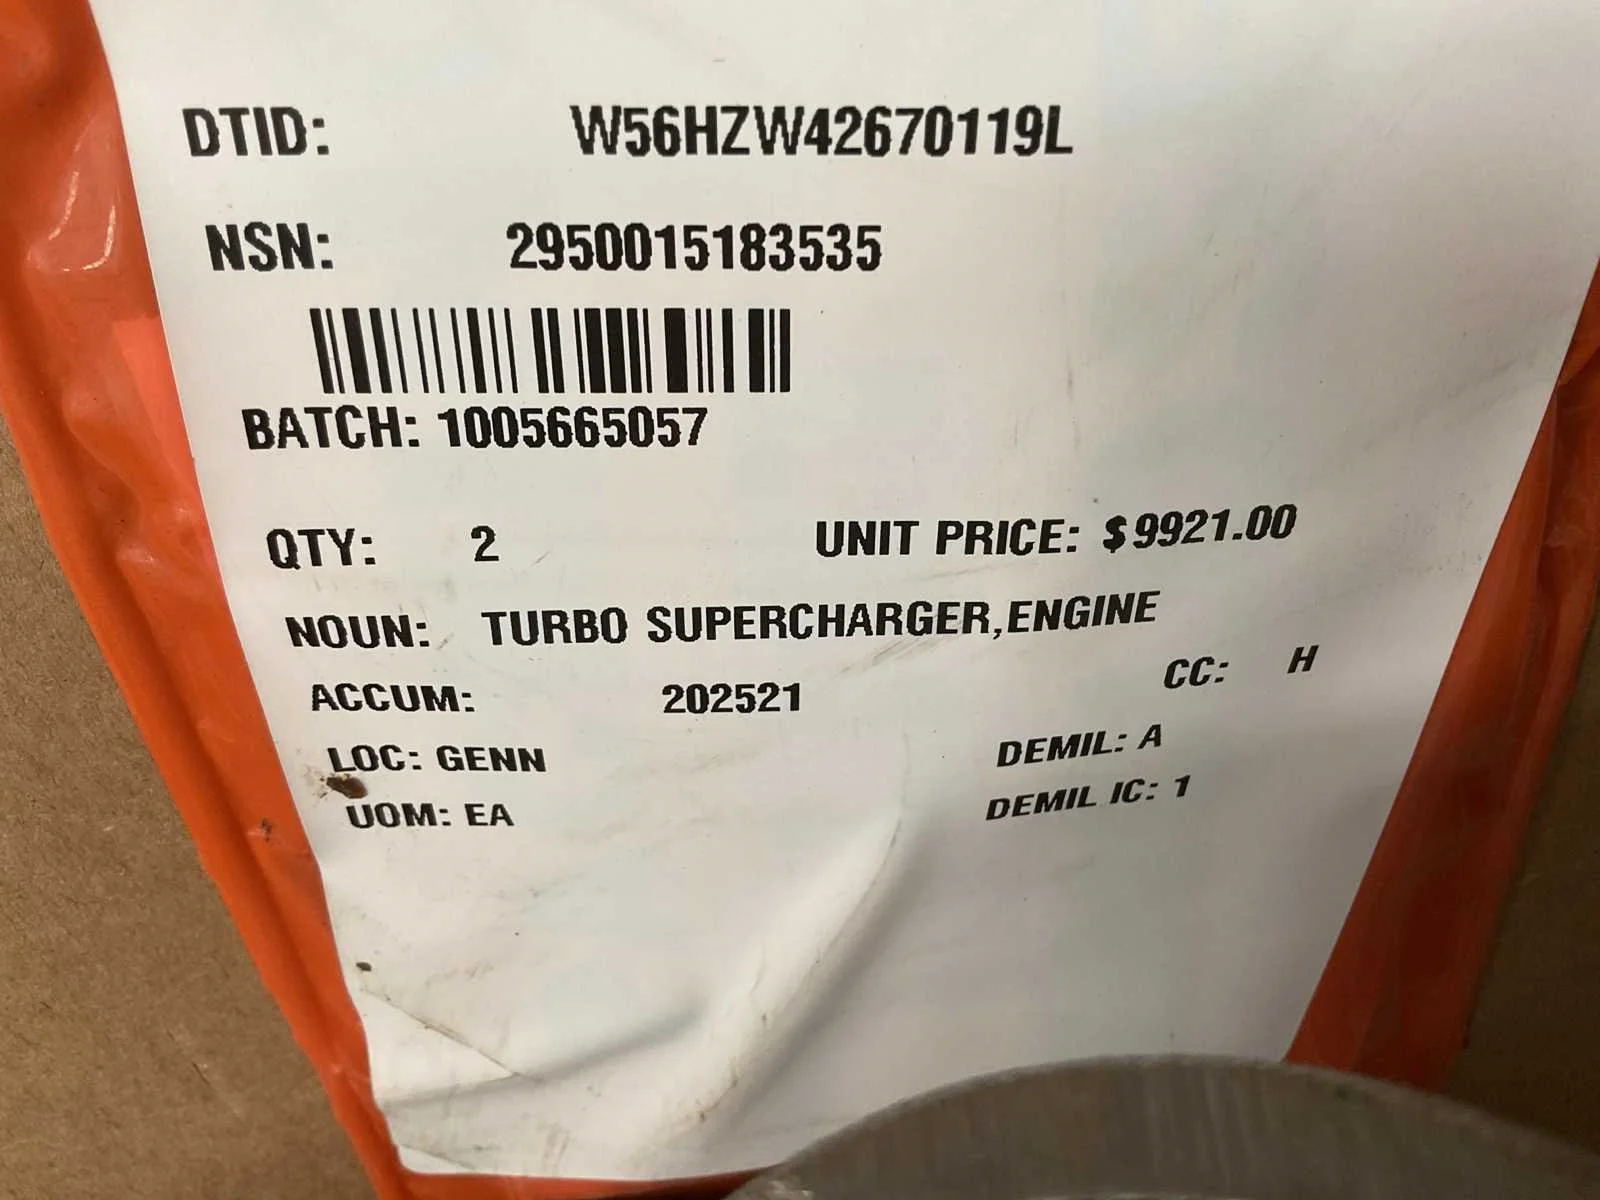 DTID: W56HZW42670119L
NSN: 2950015183535
BATCH: 1005665057
QTY: 2 UNIT PRICE: $9921.00
NOUN: TURBO SUPERCHARGER,ENGINE
CC: H
ACCUM: 202521
LOC: GENN DEMIL: A
UOM: EA DEMIL IC: 1